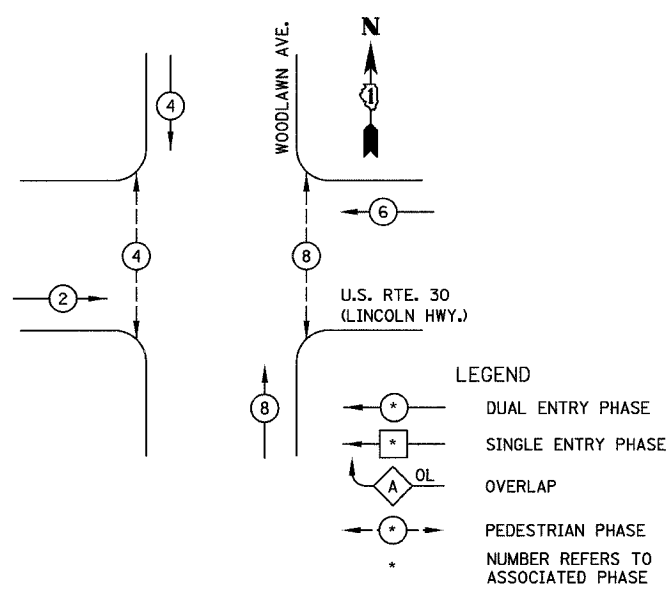 N
WOODLAWN AVE.
1
4
6
4
8
2
U.S. RTE. 30
(LINCOLN HWY.)
8
LEGEND
* DUAL ENTRY PHASE
* SINGLE ENTRY PHASE
A OL OVERLAP
* PEDESTRIAN PHASE
* NUMBER REFERS TO
ASSOCIATED PHASE